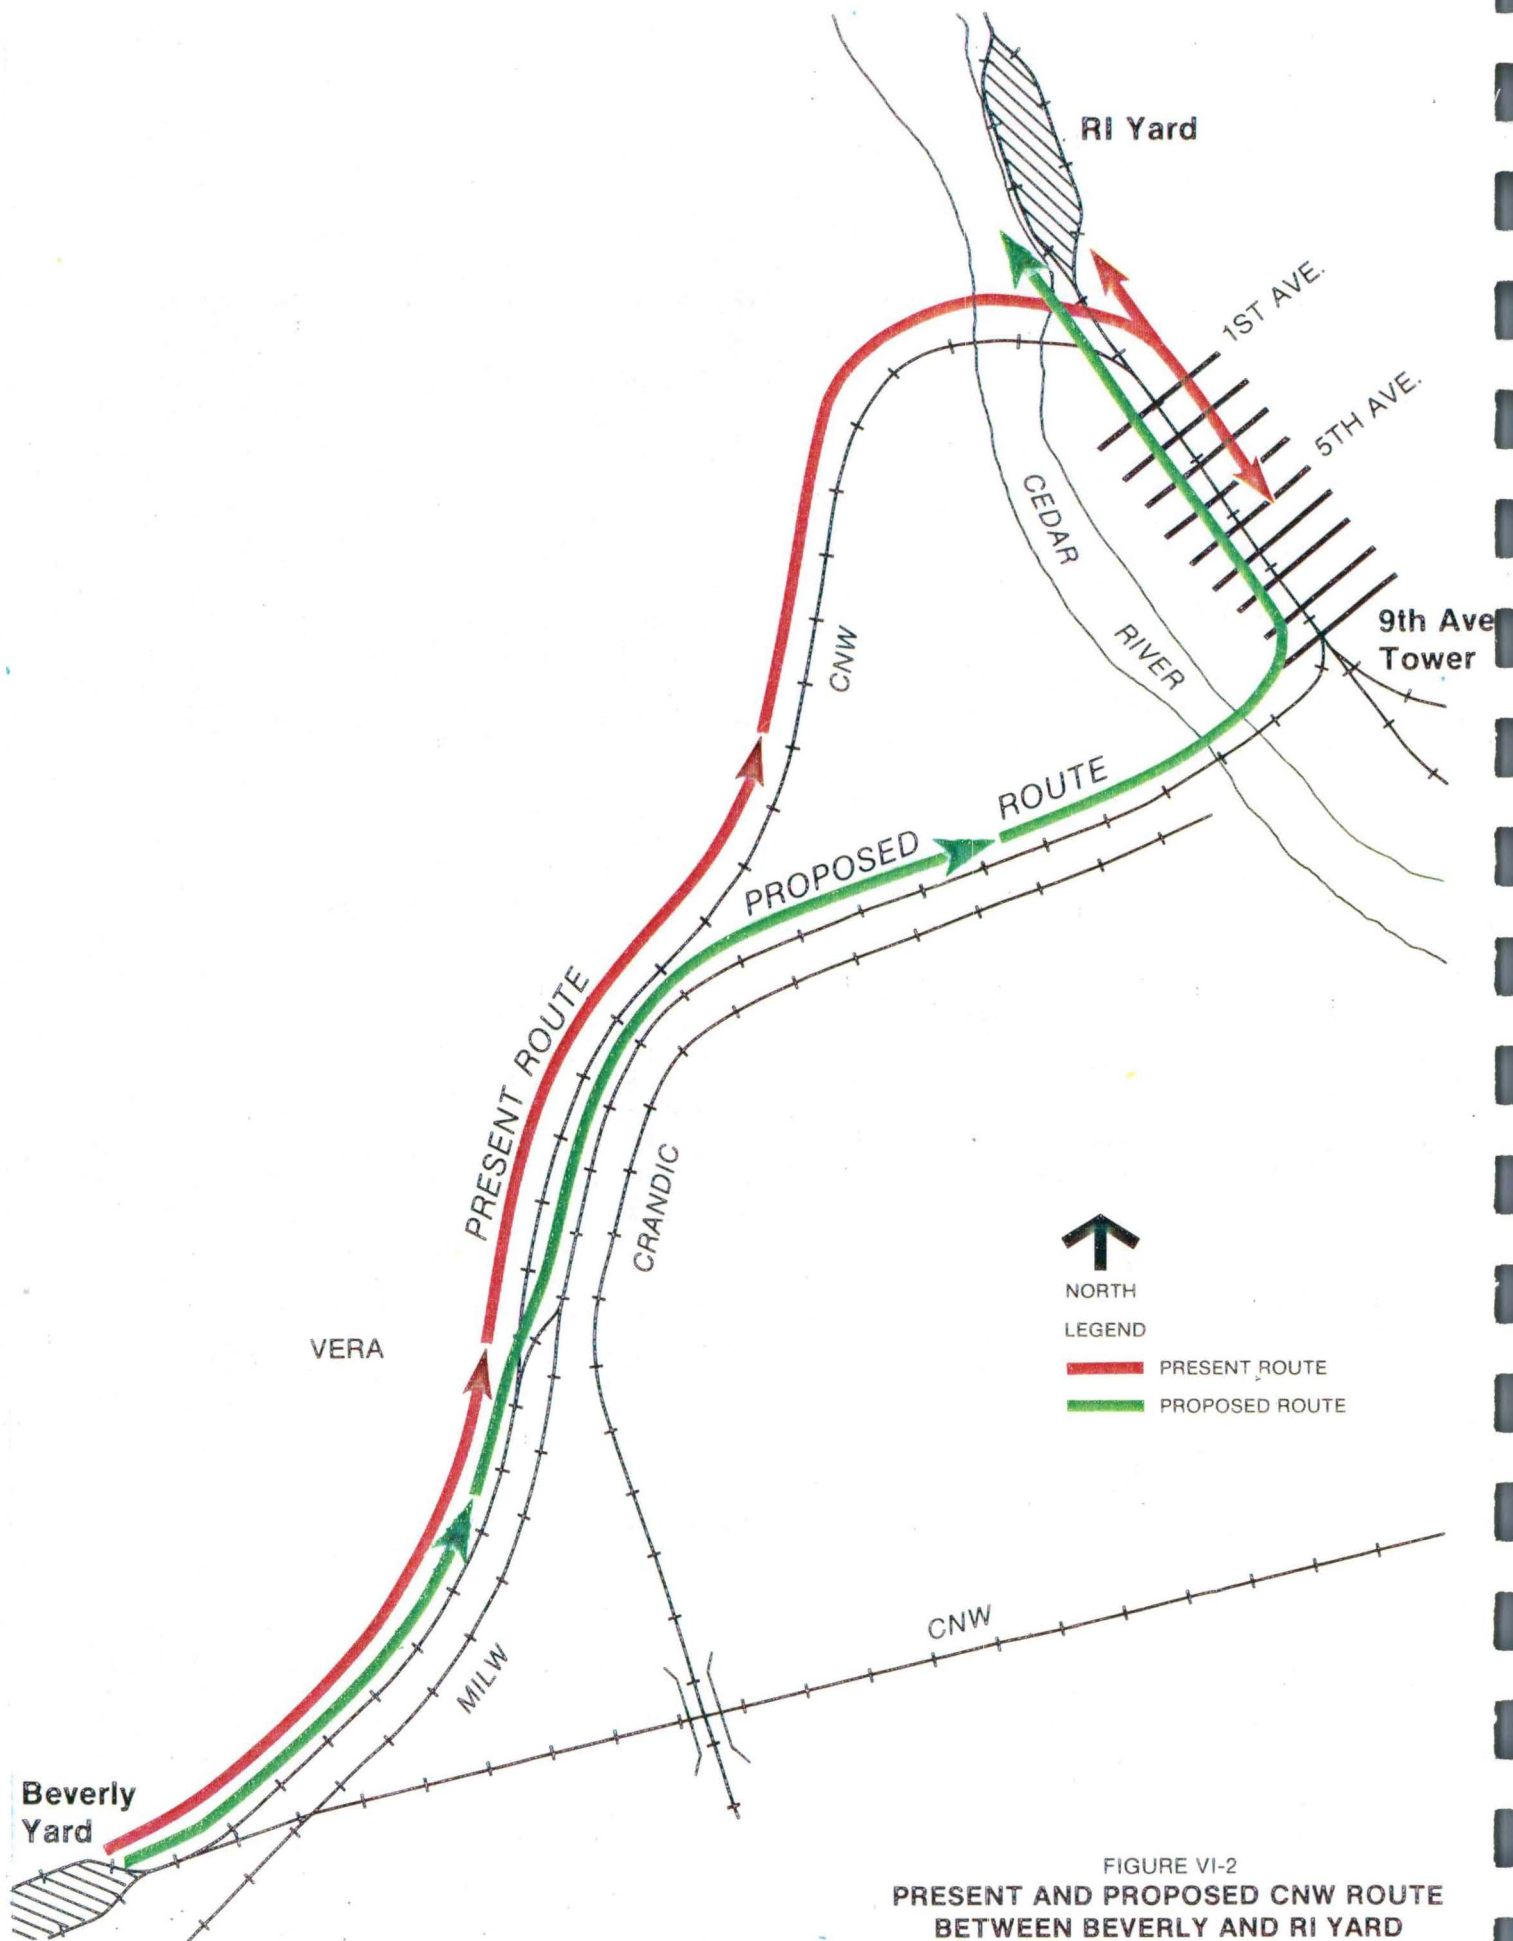 RI Yard
1ST AVE.
5TH AVE.
CEDAR
RIVER
9th Ave
Tower
CNW
PROPOSED ROUTE
PRESENT ROUTE
CRANDIC
NORTH
LEGEND
PRESENT ROUTE
PROPOSED ROUTE
VERA
CNW
MILW
Beverly
Yard
FIGURE VI-2
PRESENT AND PROPOSED CNW ROUTE
BETWEEN BEVERLY AND RI YARD